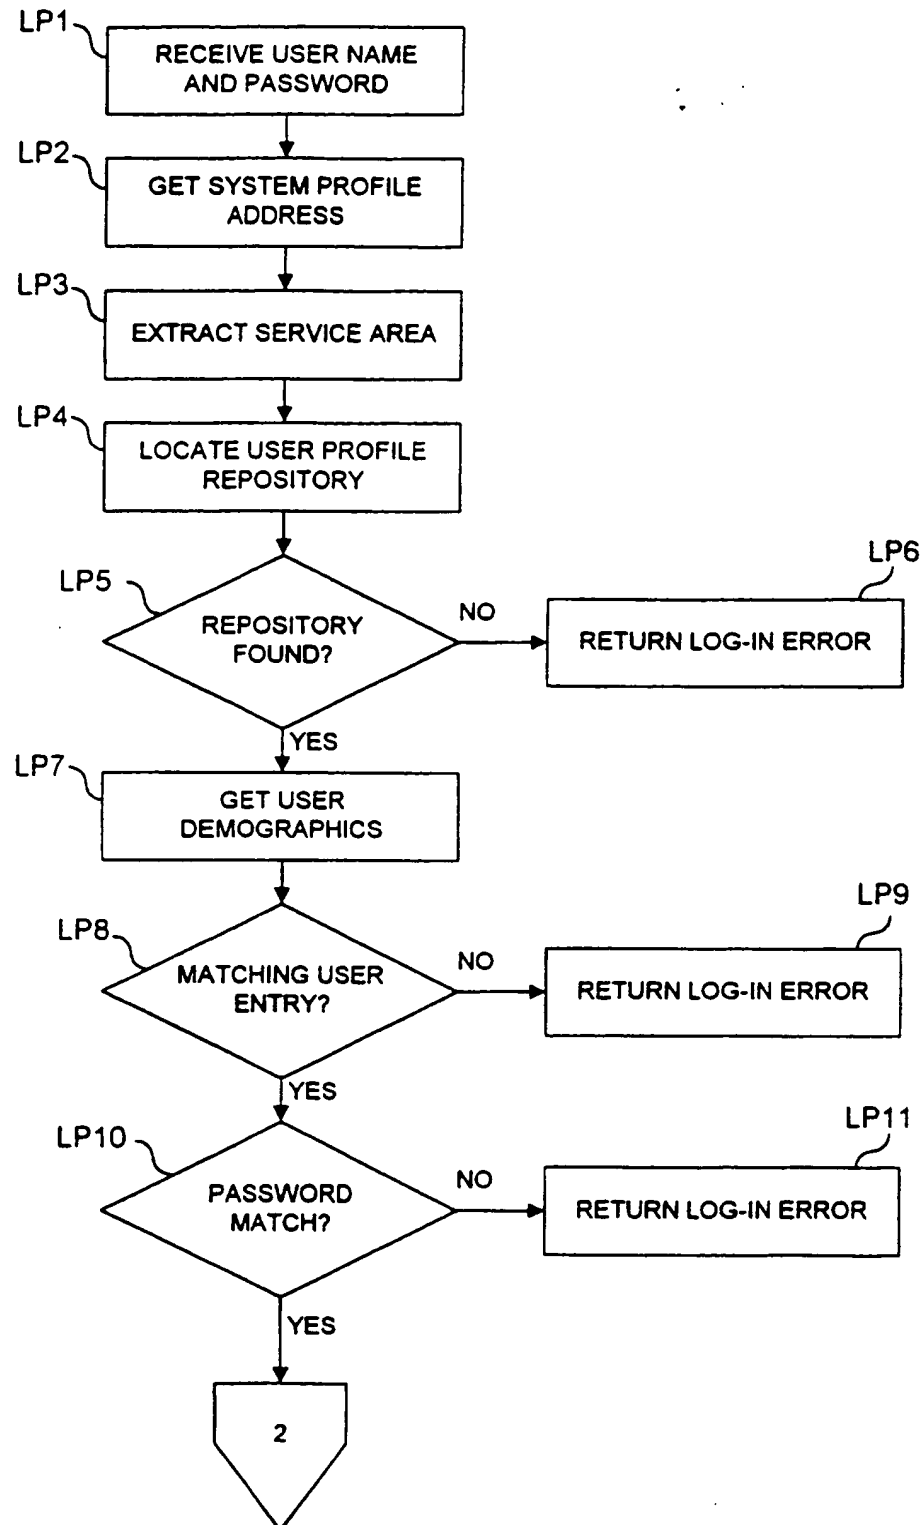 LP1
RECEIVE USER NAME
AND PASSWORD
LP2
GET SYSTEM PROFILE
ADDRESS
LP3
EXTRACT SERVICE AREA
LP4
LOCATE USER PROFILE
REPOSITORY
LP5
REPOSITORY
FOUND?
NO
LP6
RETURN LOG-IN ERROR
YES
LP7
GET USER
DEMOGRAPHICS
LP8
MATCHING USER
ENTRY?
NO
LP9
RETURN LOG-IN ERROR
YES
LP10
PASSWORD
MATCH?
NO
LP11
RETURN LOG-IN ERROR
YES
2